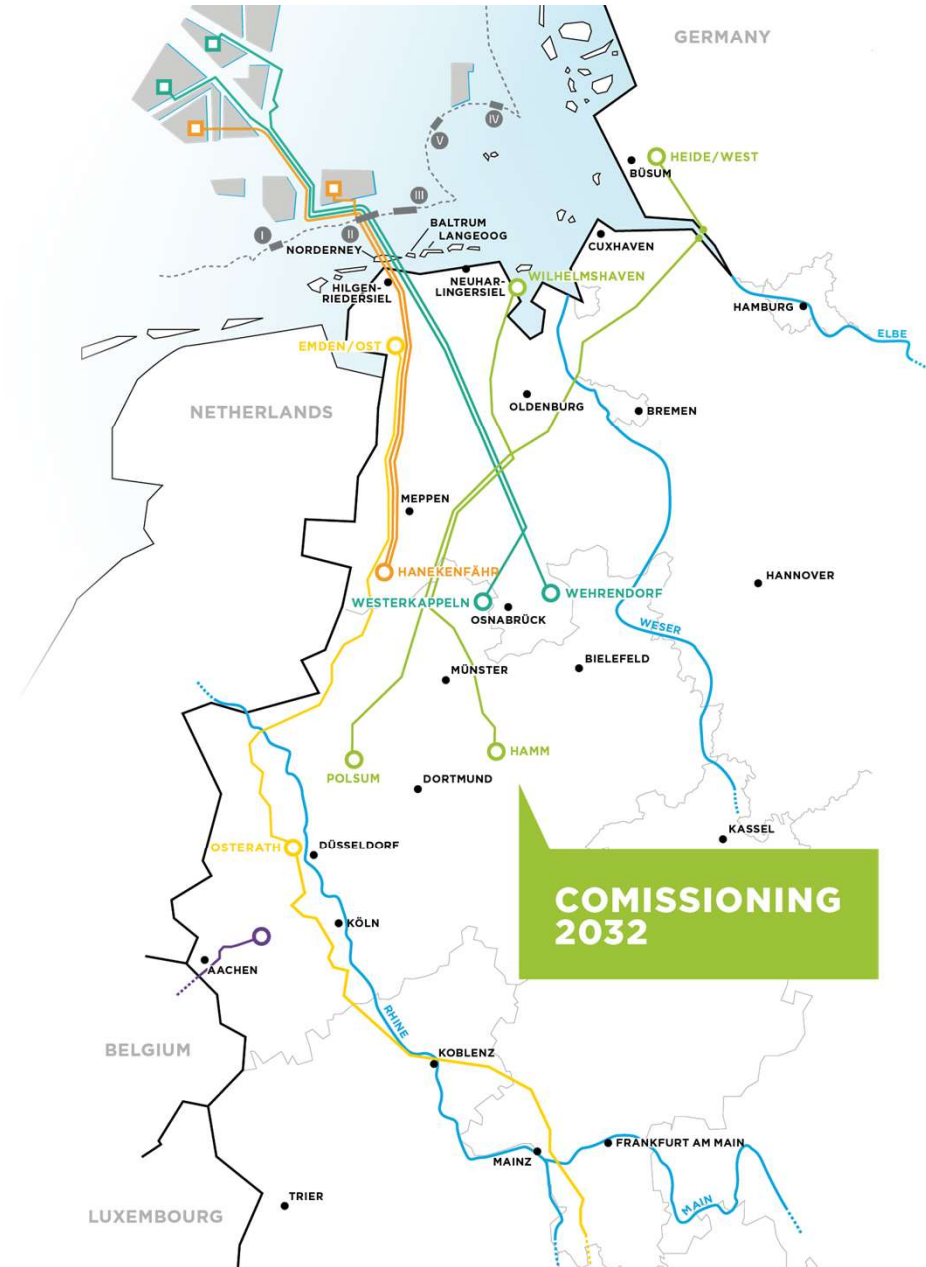 GERMANY
IV
V
HEIDE/WEST
BÜSUM
III
BALTRUM
LANGEOOG
I
II
CUXHAVEN
NORDERNEY
HILGEN-
RIEDERSIEL
NEUHAR-
LINGERSIEL
WILHELMSHAVEN
HAMBURG
ELBE
EMDEN/OST
NETHERLANDS
OLDENBURG
BREMEN
MEPPEN
HANEKENFÄHR
HANNOVER
WESTERKAPPELN
WEHRENDORF
OSNABRÜCK
WESER
BIELEFELD
MÜNSTER
HAMM
POLSUM
DORTMUND
KASSEL
OSTERATH
DÜSSELDORF
COMISSIONING
2032
KÖLN
AACHEN
RHINE
BELGIUM
KOBLENZ
FRANKFURT AM MAIN
MAINZ
MAIN
TRIER
LUXEMBOURG